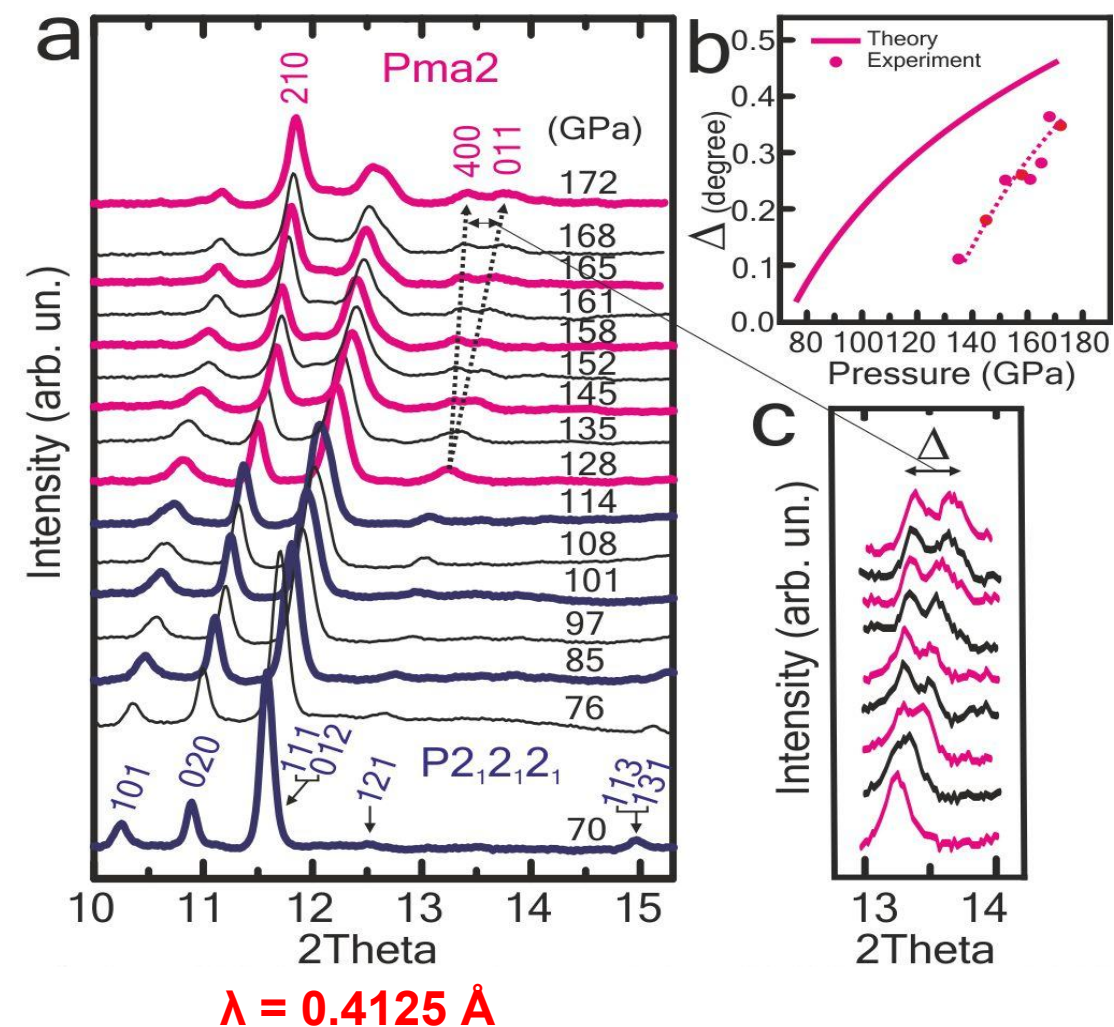 a
Pma2
210
400
011
(GPa)
172
168
165
161
158
152
145
135
128
114
108
101
97
85
76
70
101
020
111
012
P2₁2₁2₁
121
113
131
Intensity (arb. un.)
10 11 12 13 14 15
2Theta
λ = 0.4125 Å
b
Theory
Experiment
Δ (degree)
0.5
0.4
0.3
0.2
0.1
0.0
80 100 120 140 160 180
Pressure (GPa)
c
Δ
Intensity (arb. un.)
13 14
2Theta